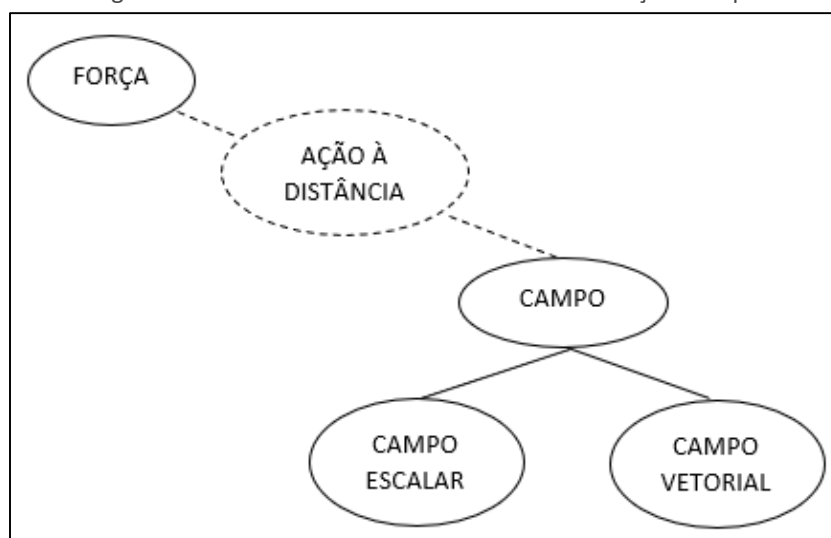 FORÇA
AÇÃO À
DISTÂNCIA
CAMPO
CAMPO
ESCALAR
CAMPO
VETORIAL